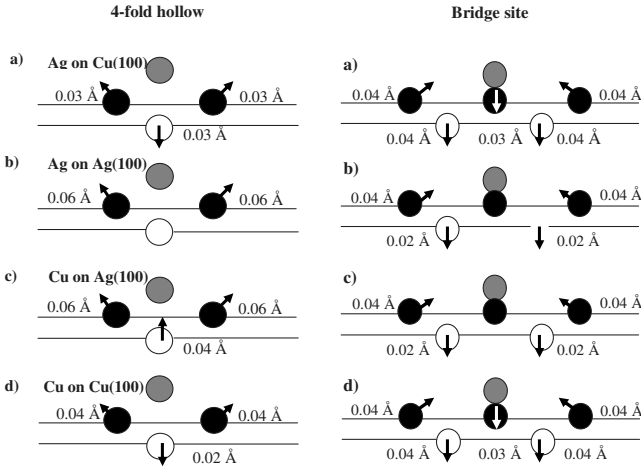 4-fold hollow
a) Ag on Cu(100)
0.03 Å 0.03 Å
0.03 Å
b) Ag on Ag(100)
0.06 Å 0.06 Å
c) Cu on Ag(100)
0.06 Å 0.06 Å
0.04 Å
d) Cu on Cu(100)
0.04 Å 0.04 Å
0.02 Å
Bridge site
a)
0.04 Å 0.04 Å
0.04 Å 0.03 Å 0.04 Å
b)
0.04 Å 0.04 Å
0.02 Å 0.02 Å
c)
0.04 Å 0.04 Å
0.02 Å 0.02 Å
d)
0.04 Å 0.04 Å
0.04 Å 0.03 Å 0.04 Å